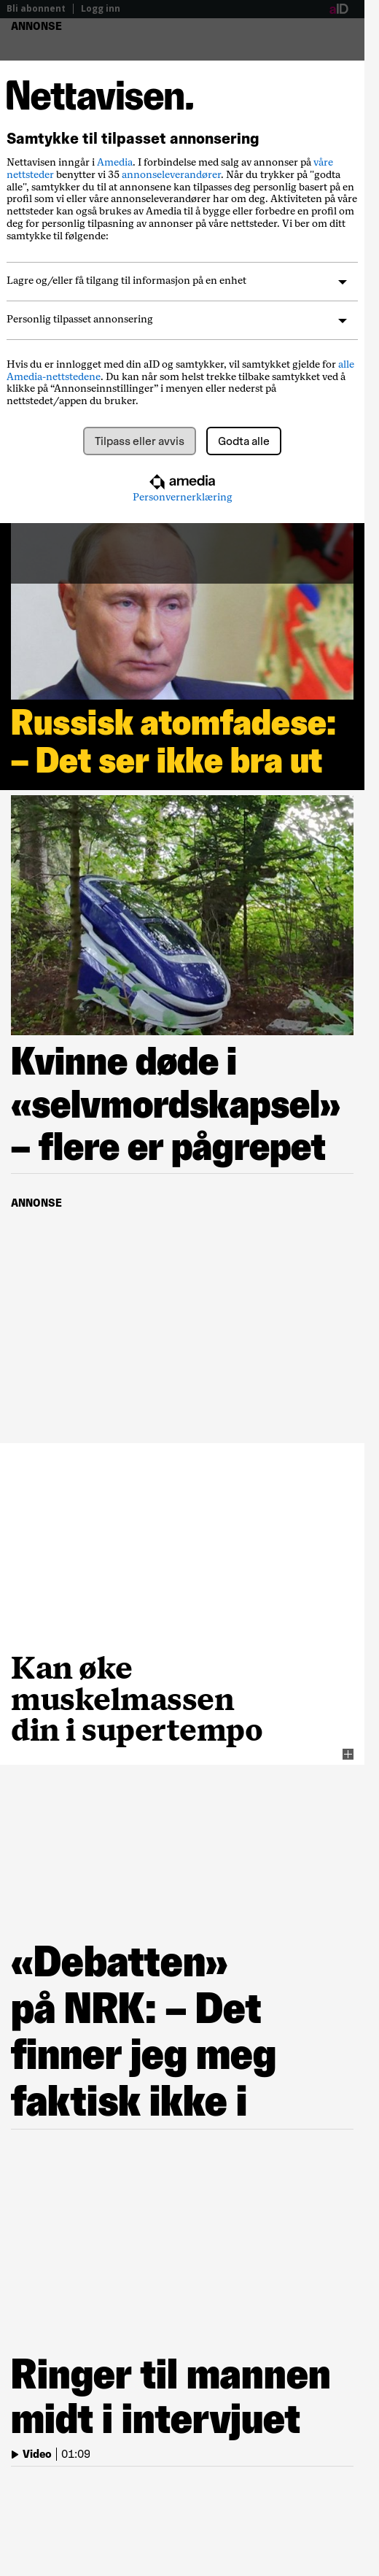 Bli abonnent | Logg inn
aID
ANNONSE
Nettavisen.
Samtykke til tilpasset annonsering
Nettavisen inngår i Amedia. I forbindelse med salg av annonser på våre
nettsteder benytter vi 35 annonseleverandører. Når du trykker på "godta
alle", samtykker du til at annonsene kan tilpasses deg personlig basert på en
profil som vi eller våre annonseleverandører har om deg. Aktiviteten på våre
nettsteder kan også brukes av Amedia til å bygge eller forbedre en profil om
deg for personlig tilpasning av annonser på våre nettsteder. Vi ber om ditt
samtykke til følgende:
Lagre og/eller få tilgang til informasjon på en enhet
Personlig tilpasset annonsering
Hvis du er innlogget med din aID og samtykker, vil samtykket gjelde for alle
Amedia-nettstedene. Du kan når som helst trekke tilbake samtykket ved å
klikke på “Annonseinnstillinger” i menyen eller nederst på
nettstedet/appen du bruker.
Tilpass eller avvis
Godta alle
amedia
Personvernerklæring
Russisk atomfadese:
– Det ser ikke bra ut
Kvinne døde i
«selvmordskapsel»
– flere er pågrepet
ANNONSE
Kan øke
muskelmassen
din i supertempo
«Debatten»
på NRK: – Det
finner jeg meg
faktisk ikke i
Ringer til mannen
midt i intervjuet
Video | 01:09